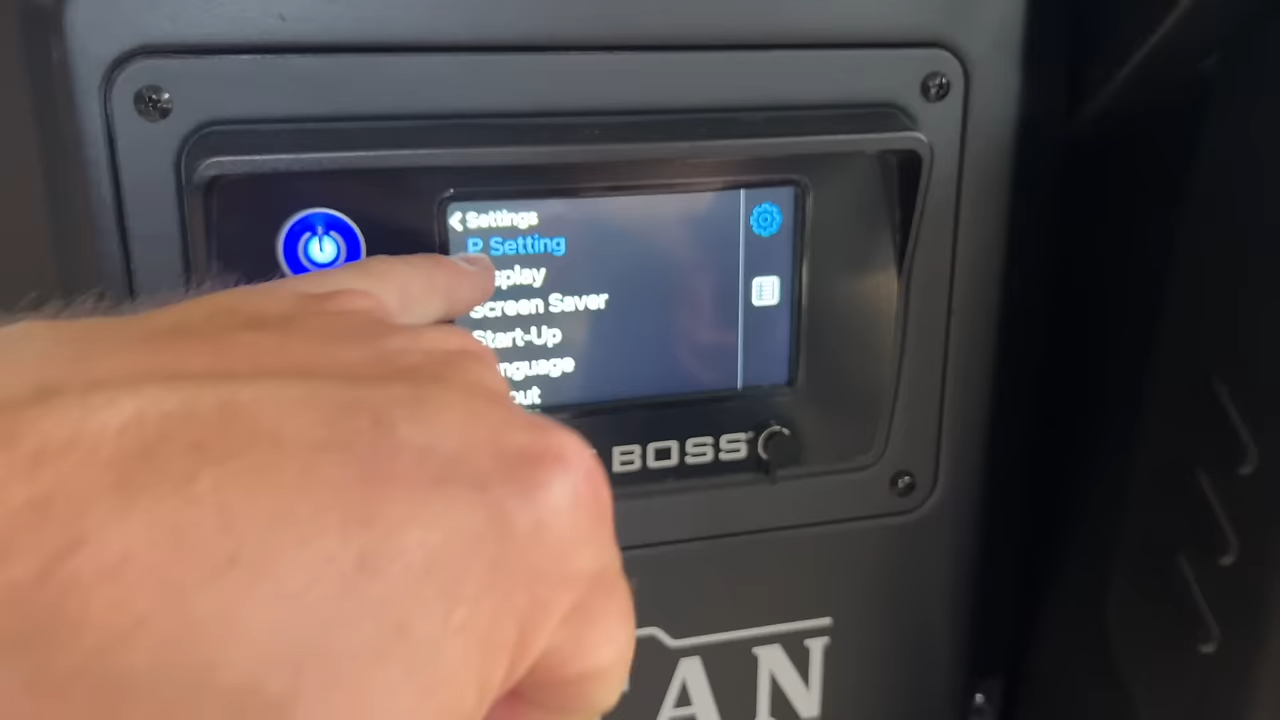 Settings
P Setting
splay
Screen Saver
Start-Up
nguage
out
BOSS
AN